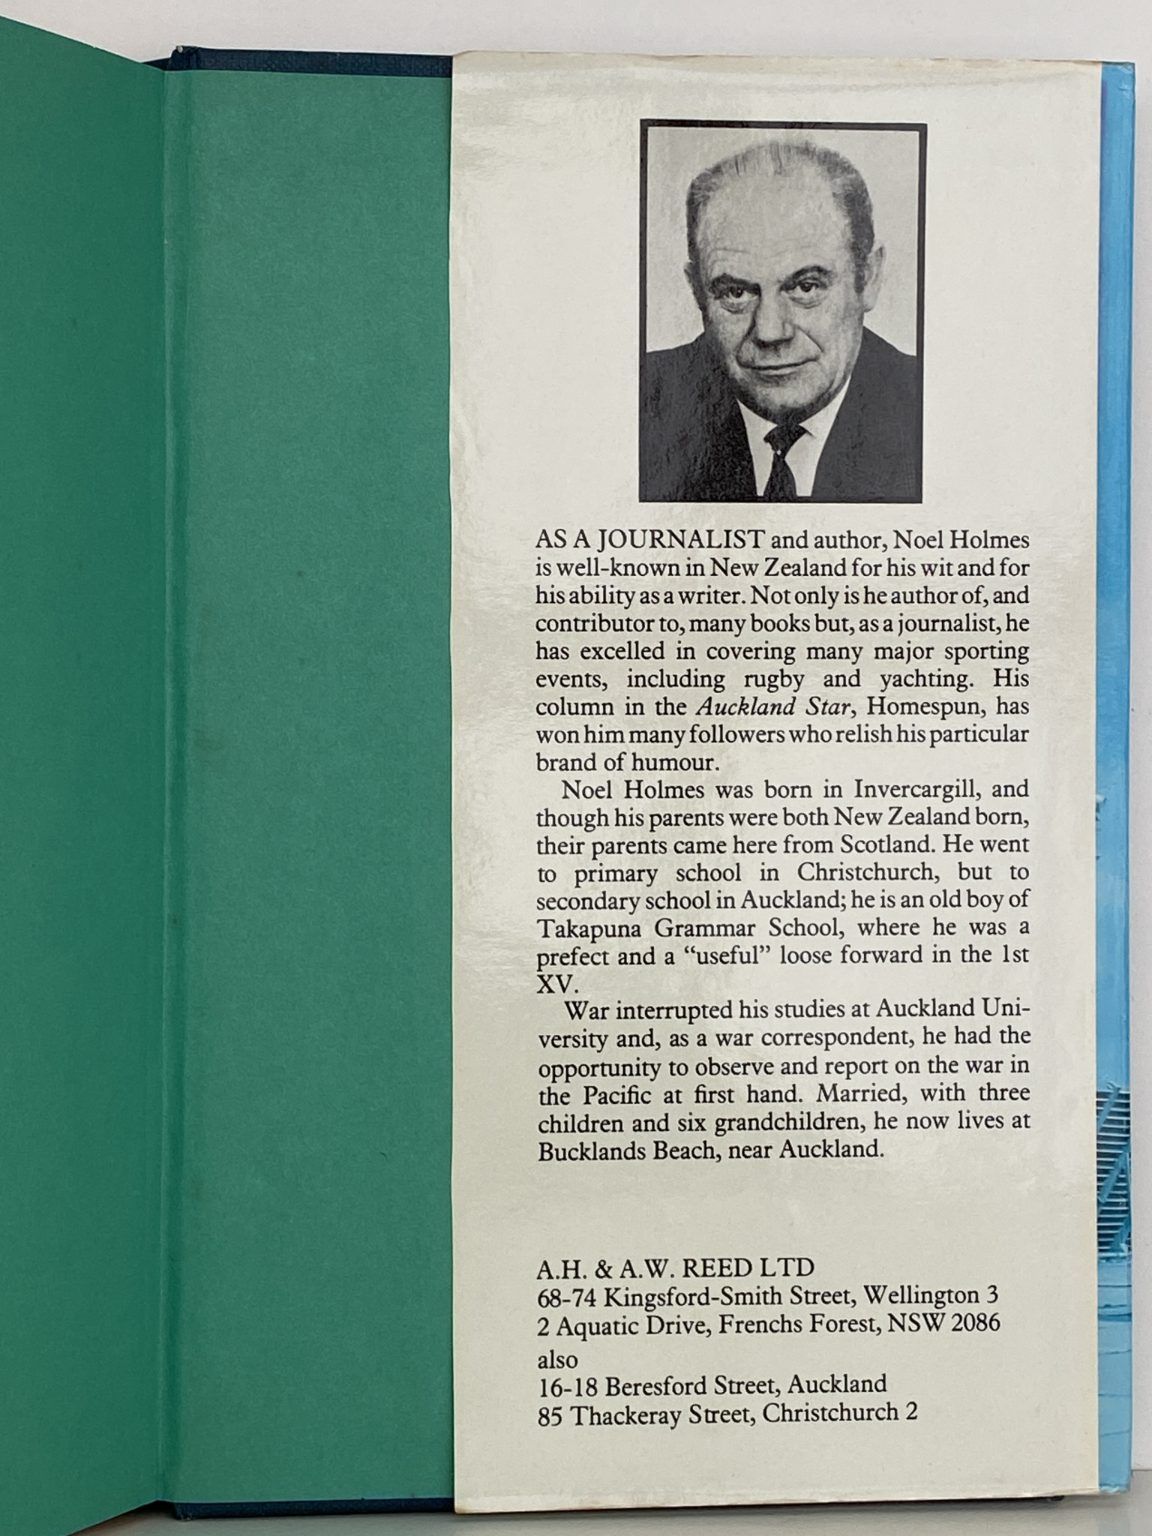 AS A JOURNALIST and author, Noel Holmes
is well-known in New Zealand for his wit and for
his ability as a writer. Not only is he author of, and
contributor to, many books but, as a journalist, he
has excelled in covering many major sporting
events, including rugby and yachting. His
column in the Auckland Star, Homespun, has
won him many followers who relish his particular
brand of humour.
Noel Holmes was born in Invercargill, and
though his parents were both New Zealand born,
their parents came here from Scotland. He went
to primary school in Christchurch, but to
secondary school in Auckland; he is an old boy of
Takapuna Grammar School, where he was a
prefect and a “useful” loose forward in the 1st
XV.
War interrupted his studies at Auckland Uni-
versity and, as a war correspondent, he had the
opportunity to observe and report on the war in
the Pacific at first hand. Married, with three
children and six grandchildren, he now lives at
Bucklands Beach, near Auckland.
A.H. & A.W. REED LTD
68-74 Kingsford-Smith Street, Wellington 3
2 Aquatic Drive, Frenchs Forest, NSW 2086
also
16-18 Beresford Street, Auckland
85 Thackeray Street, Christchurch 2